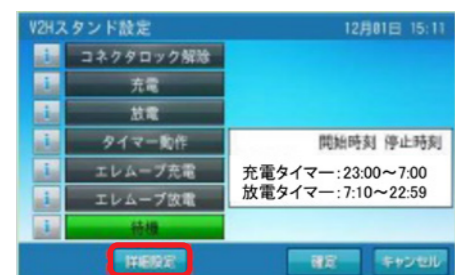 V2Hスタンド設定
12月01日 15:11
i コネクタロック解除
i 充電
i 放電
i タイマー動作
i エレムーブ充電
i エレムーブ放電
i 待機
開始時刻 停止時刻
充電タイマー:23:00~7:00
放電タイマー:7:10~22:59
詳細設定
確定
キャンセル